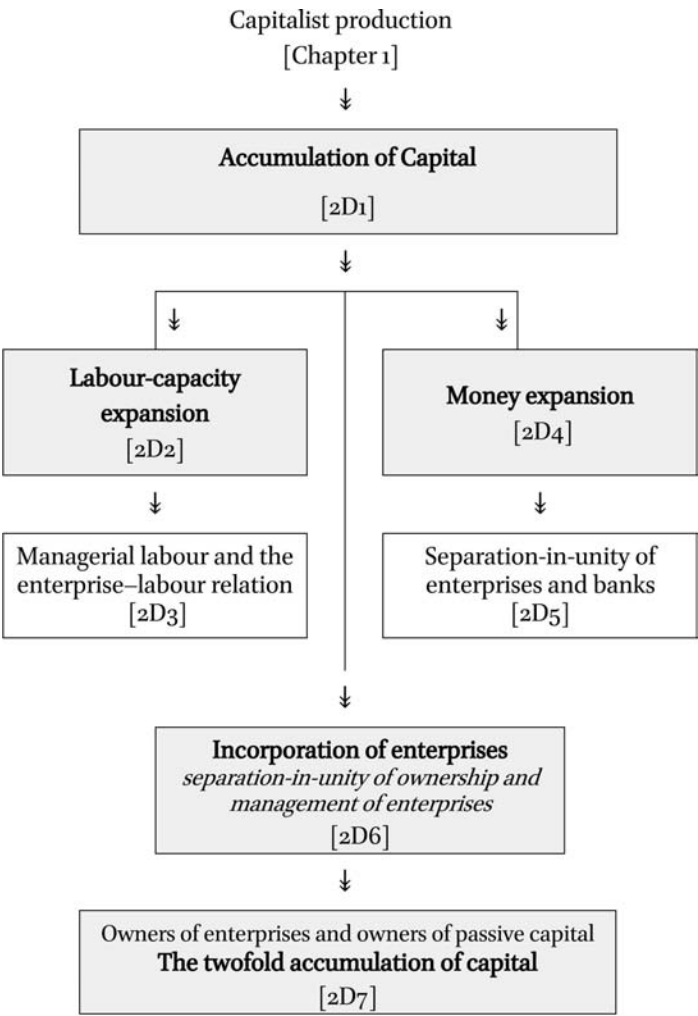 Capitalist production
[Chapter 1]
↡
Accumulation of Capital
[2D1]
↡
↡
↡
Labour-capacity
expansion
[2D2]
Money expansion
[2D4]
↡
↡
Managerial labour and the
enterprise–labour relation
[2D3]
Separation-in-unity of
enterprises and banks
[2D5]
↡
Incorporation of enterprises
separation-in-unity of ownership and
management of enterprises
[2D6]
↡
Owners of enterprises and owners of passive capital
The twofold accumulation of capital
[2D7]